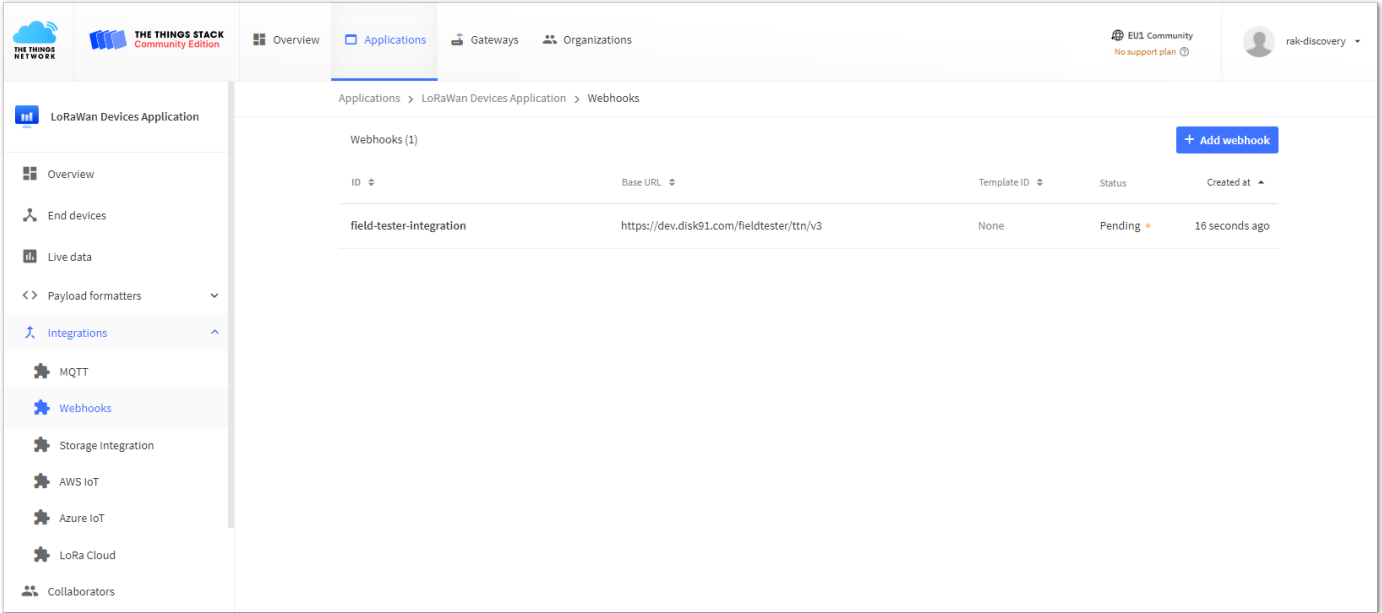 THE THINGS
NETWORK
THE THINGS STACK
Community Edition
Overview
Applications
Gateways
Organizations
EU1 Community
No support plan
rak-discovery
LoRaWan Devices Application
Overview
End devices
Live data
Payload formatters
Integrations
MQTT
Webhooks
Storage Integration
AWS IoT
Azure IoT
LoRa Cloud
Collaborators
Applications > LoRaWan Devices Application > Webhooks
Webhooks (1)
+ Add webhook
ID Base URL Template ID Status Created at
field-tester-integration https://dev.disk91.com/fieldtester/ttn/v3 None Pending 16 seconds ago